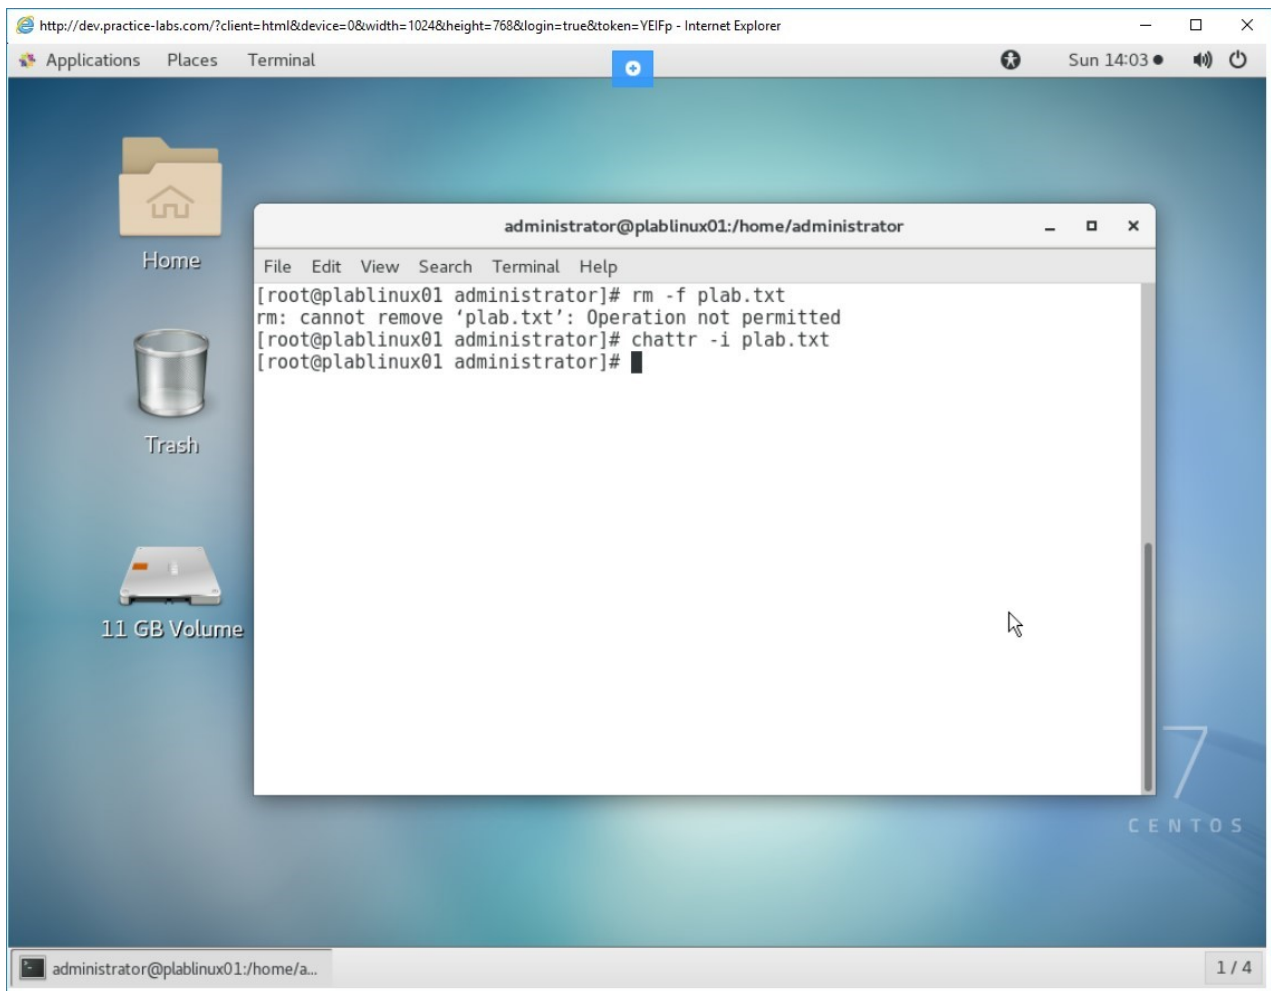 http://dev.practice-labs.com/?client=html&device=0&width=1024&height=768&login=true&token=YEIFp - Internet Explorer
Applications Places Terminal Sun 14:03
Home
administrator@plablinux01:/home/administrator
File Edit View Search Terminal Help
[root@plablinux01 administrator]# rm -f plab.txt
rm: cannot remove ‘plab.txt’: Operation not permitted
[root@plablinux01 administrator]# chattr -i plab.txt
[root@plablinux01 administrator]#
Trash
11 GB Volume
7
CENTOS
administrator@plablinux01:/home/a...
1 / 4